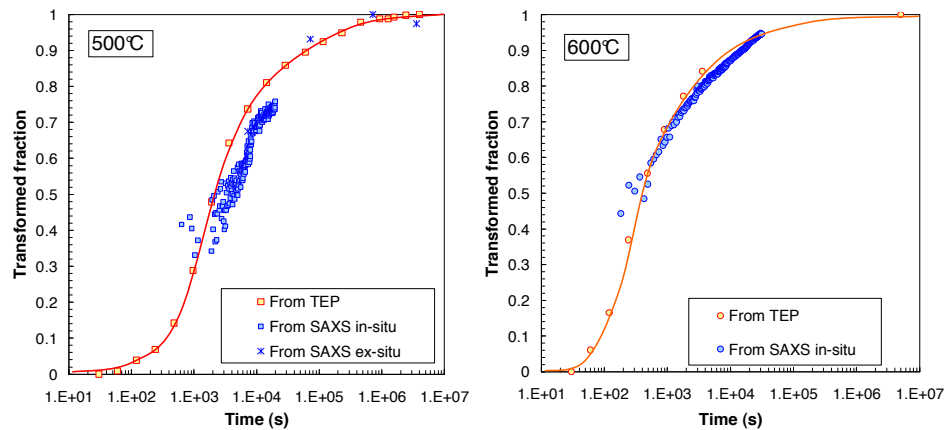 500°C
Transformed fraction
1
0.9
0.8
0.7
0.6
0.5
0.4
0.3
0.2
0.1
0
From TEP
From SAXS in-situ
From SAXS ex-situ
1.E+01 1.E+02 1.E+03 1.E+04 1.E+05 1.E+06 1.E+07
Time (s)
600°C
Transformed fraction
1
0.9
0.8
0.7
0.6
0.5
0.4
0.3
0.2
0.1
0
From TEP
From SAXS in-situ
1.E+01 1.E+02 1.E+03 1.E+04 1.E+05 1.E+06 1.E+07
Time (s)